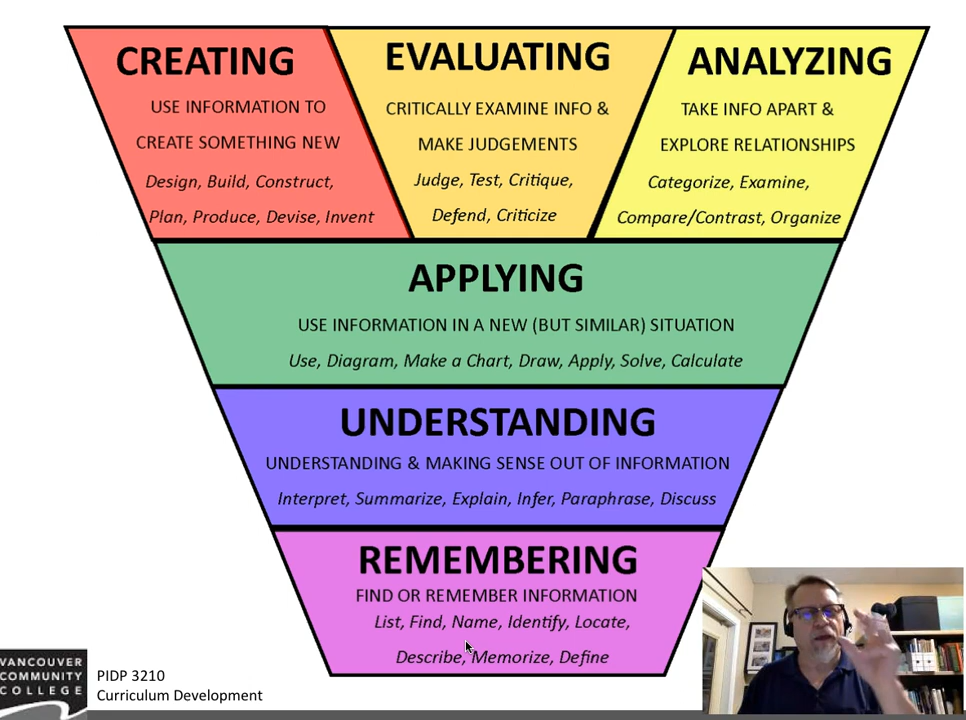 CREATING
USE INFORMATION TO
CREATE SOMETHING NEW
Design, Build, Construct,
Plan, Produce, Devise, Invent
EVALUATING
CRITICALLY EXAMINE INFO &
MAKE JUDGEMENTS
Judge, Test, Critique,
Defend, Criticize
ANALYZING
TAKE INFO APART &
EXPLORE RELATIONSHIPS
Categorize, Examine,
Compare/Contrast, Organize
APPLYING
USE INFORMATION IN A NEW (BUT SIMILAR) SITUATION
Use, Diagram, Make a Chart, Draw, Apply, Solve, Calculate
UNDERSTANDING
UNDERSTANDING & MAKING SENSE OUT OF INFORMATION
Interpret, Summarize, Explain, Infer, Paraphrase, Discuss
REMEMBERING
FIND OR REMEMBER INFORMATION
List, Find, Name, Identify, Locate,
Describe, Memorize, Define
VANCOUVER
COMMUNITY
COLLEGE
PIDP 3210
Curriculum Development